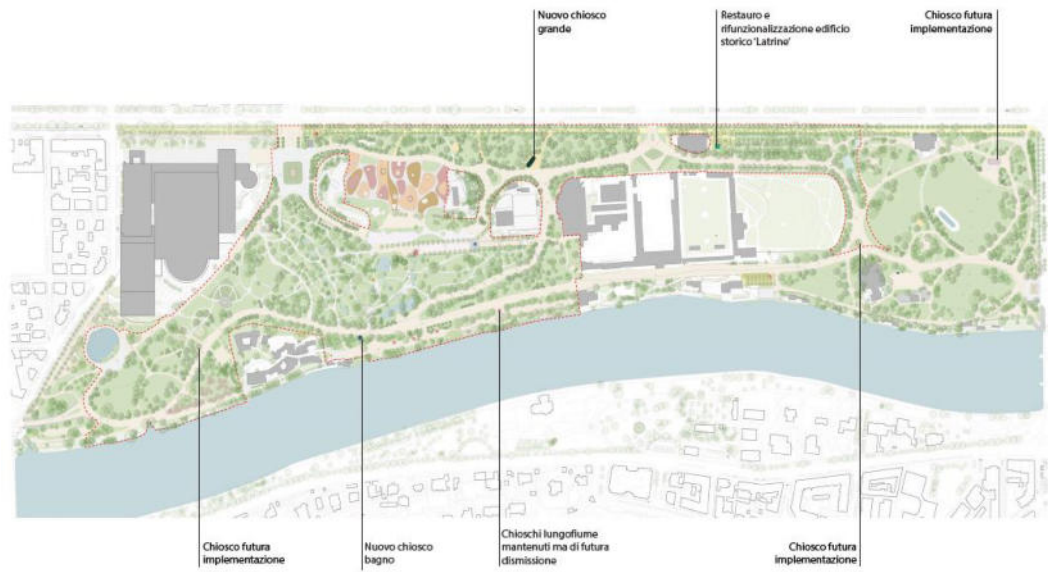 Nuovo chiosco
grande
Restauro e
rifunzionalizzazione edificio
storico 'Latrine'
Chiosco futura
implementazione
Chiosco futura
implementazione
Nuovo chiosco
bagno
Chioschi lungofiume
mantenuti ma di futura
dismissione
Chiosco futura
implementazione